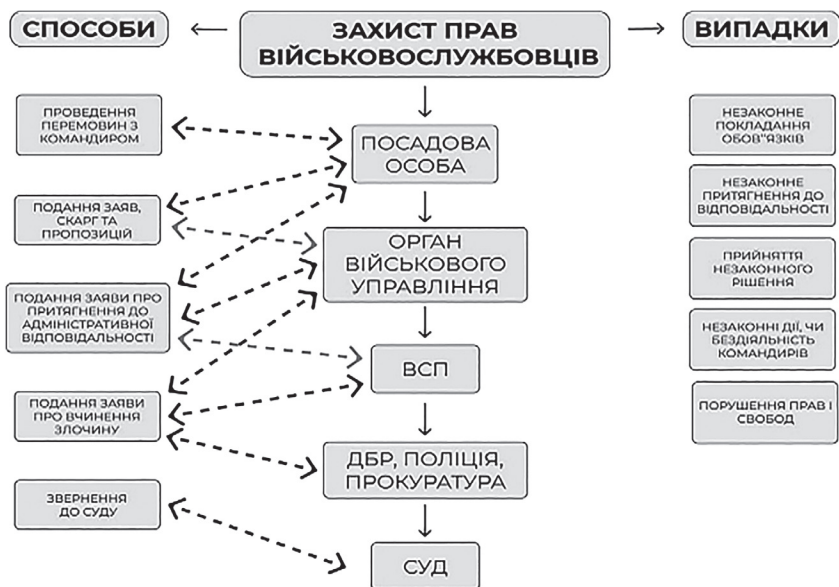 СПОСОБИ
ЗАХИСТ ПРАВ
ВІЙСЬКОВОСЛУЖБОВЦІВ
ВИПАДКИ
ПРОВЕДЕННЯ
ПЕРЕМОВИН З
КОМАНДИРОМ
ПОДАННЯ ЗАЯВ,
СКАРГ ТА
ПРОПОЗИЦІЙ
ПОДАННЯ ЗАЯВИ ПРО
ПРИТЯГНЕННЯ ДО
АДМІНІСТРАТИВНОЇ
ВІДПОВІДАЛЬНОСТІ
ПОДАННЯ ЗАЯВИ
ПРО ВЧИНЕННЯ
ЗЛОЧИНУ
ЗВЕРНЕННЯ
ДО СУДУ
ПОСАДОВА
ОСОБА
ОРГАН
ВІЙСЬКОВОГО
УПРАВЛІННЯ
ВСП
ДБР, ПОЛІЦІЯ,
ПРОКУРАТУРА
СУД
НЕЗАКОННЕ
ПОКЛАДАННЯ
ОБОВ"ЯЗКІВ
НЕЗАКОННЕ
ПРИТЯГНЕННЯ ДО
ВІДПОВІДАЛЬНОСТІ
ПРИЙНЯТТЯ
НЕЗАКОННОГО
РІШЕННЯ
НЕЗАКОННІ ДІЇ, ЧИ
БЕЗДІЯЛЬНІСТЬ
КОМАНДИРІВ
ПОРУШЕННЯ ПРАВ І
СВОБОД